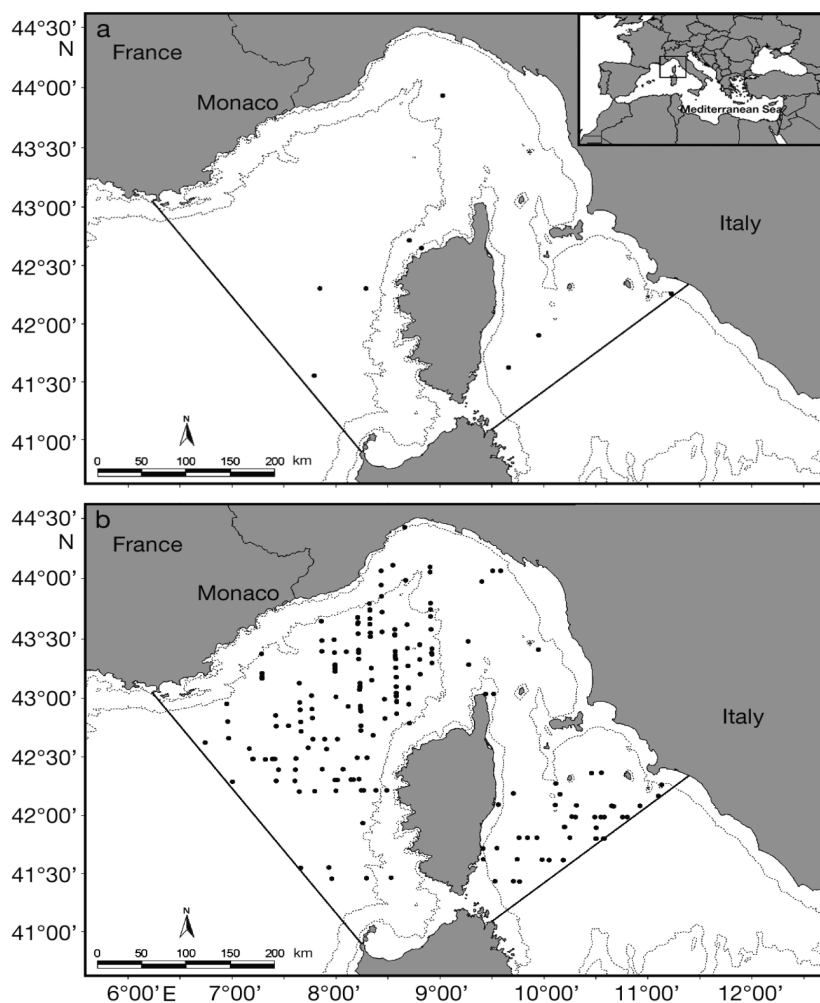 a
44°30'
N
44°00'
43°30'
43°00'
42°30'
42°00'
41°30'
41°00'
France
Monaco
Italy
Mediterranean Sea
N
0 50 100 150 200 km
b
44°30'
N
44°00'
43°30'
43°00'
42°30'
42°00'
41°30'
41°00'
France
Monaco
Italy
N
0 50 100 150 200 km
6°00' E 7°00' 8°00' 9°00' 10°00' 11°00' 12°00'